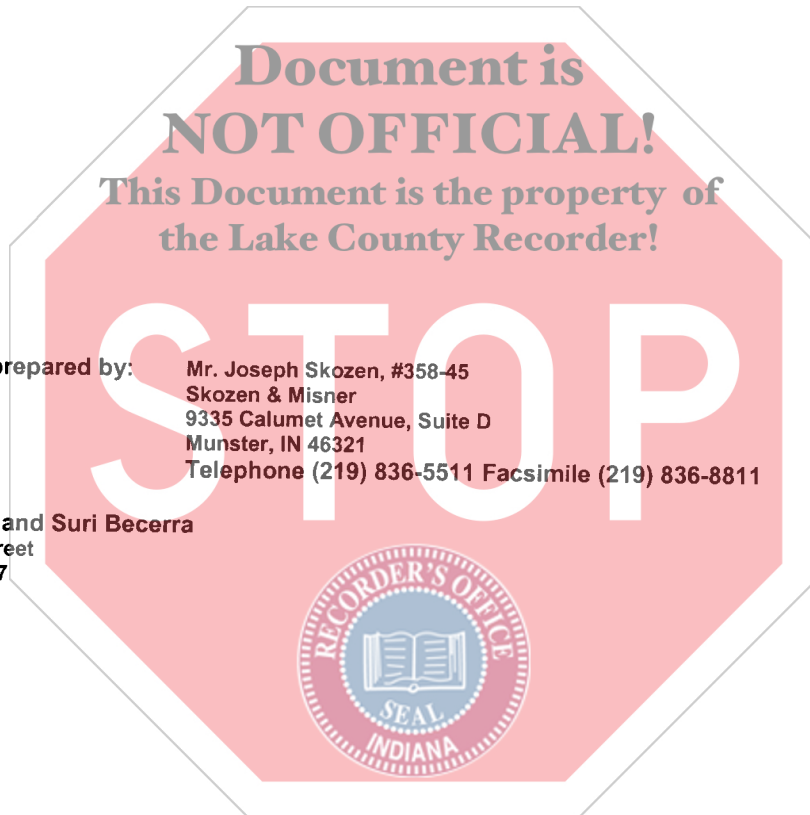 Document is
NOT OFFICIAL!
This Document is the property of
the Lake County Recorder!
STOP
prepared by: Mr. Joseph Skozen, #358-45
Skozen & Misner
9335 Calumet Avenue, Suite D
Munster, IN 46321
Telephone (219) 836-5511 Facsimile (219) 836-8811
and Suri Becerra
reet
7
RECORDER'S OFFICE
SEAL
INDIANA